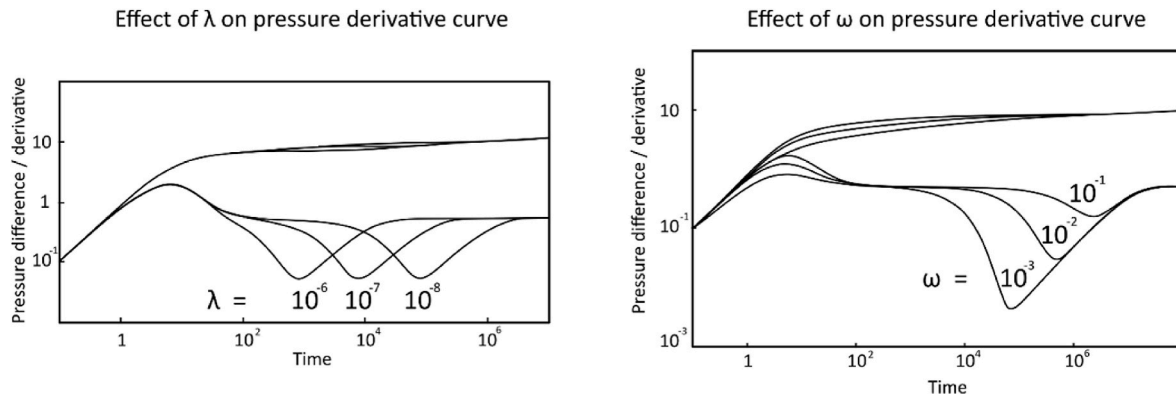 Effect of λ on pressure derivative curve
Pressure difference / derivative
10
1
10⁻¹
λ = 10⁻⁶ 10⁻⁷ 10⁻⁸
1 10² 10⁴ 10⁶
Time
Effect of ω on pressure derivative curve
Pressure difference / derivative
10
10⁻¹
10⁻³
10⁻¹
10⁻²
ω = 10⁻³
1 10² 10⁴ 10⁶
Time